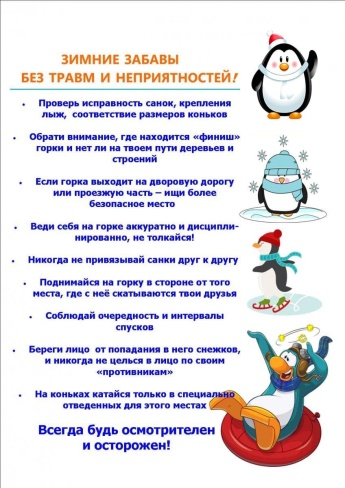 ЗИМНИЕ ЗАБАВЫ
БЕЗ ТРАВМ И НЕПРИЯТНОСТЕЙ!
• Проверь исправность санок, крепления
лыж, соответствие размеров коньков
• Обрати внимание, где находится «финиш»
горки и нет ли на твоем пути деревьев и
строений
• Если горка выходит на дворовую дорогу
или проезжую часть – ищи более
безопасное место
• Веди себя на горке аккуратно и дисципли-
нированно, не толкайся!
• Никогда не привязывай санки друг к другу
• Поднимайся на горку в стороне от того
места, где с неё скатываются твои друзья
• Соблюдай очередность и интервалы
спусков
• Береги лицо от попадания в него снежков,
и никогда не целься в лицо по своим
«противникам»
• На коньках катайся только в специально
отведенных для этого местах
Всегда будь осмотрителен
и осторожен!